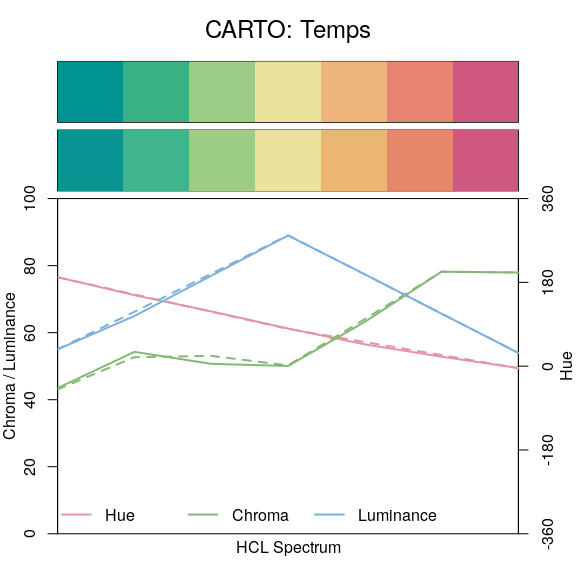 CARTO: Temps
100
80
60
40
20
0
Chroma / Luminance
360
180
0
-180
-360
Hue
Hue Chroma Luminance
HCL Spectrum